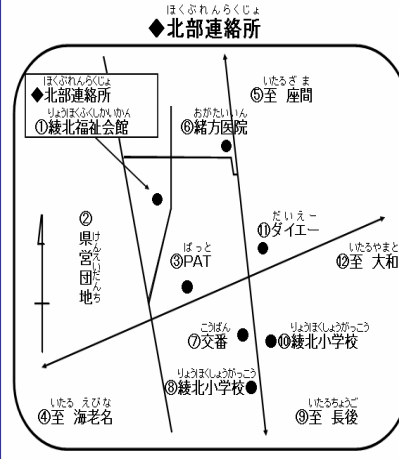 ほくぶれんらくじょ
◆北部連絡所
ほくぶれんらくじょ
◆北部連絡所
りょうほくふくしかいかん
①綾北福祉会館
いたるざま
⑤至 座間
おがたいいん
⑥緒方医院
②県営団地
けんえいだんち
だいえー
⑪ダイエー
ぱっと
③PAT
いたるやまと
⑫至 大和
こうばん
⑦交番
りょうほくしょうがっこう
⑩綾北小学校
りょうほくしょうがっこう
⑧綾北小学校
いたる えびな
④至 海老名
いたるちょうご
⑨至 長後